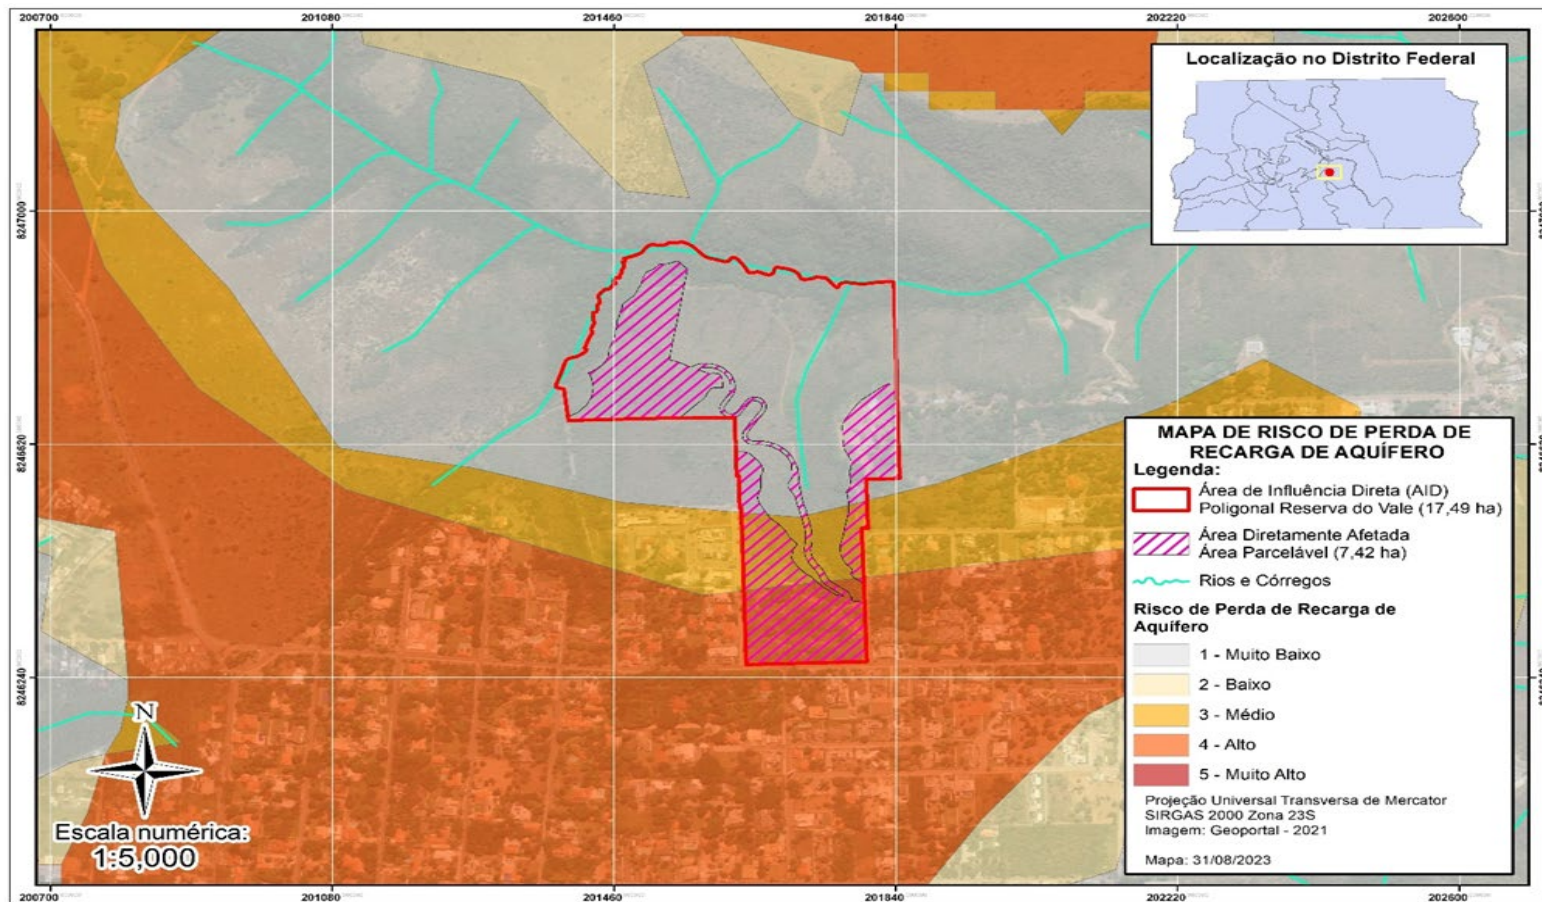 200700
201080
201460
201840
202220
202600
Localização no Distrito Federal
8247000
8247000
8246620
8246240
MAPA DE RISCO DE PERDA DE
RECARGA DE AQUÍFERO
Legenda:
Área de Influência Direta (AID)
Poligonal Reserva do Vale (17,49 ha)
Área Diretamente Afetada
Área Parcelável (7,42 ha)
Rios e Córregos
Risco de Perda de Recarga de
Aquífero
1 - Muito Baixo
2 - Baixo
3 - Médio
4 - Alto
5 - Muito Alto
Projeção Universal Transversa de Mercator
SIRGAS 2000 Zona 23S
Imagem: Geoportal - 2021
Mapa: 31/08/2023
N
Escala numérica:
1:5,000
200700
201080
201460
201840
202220
202600